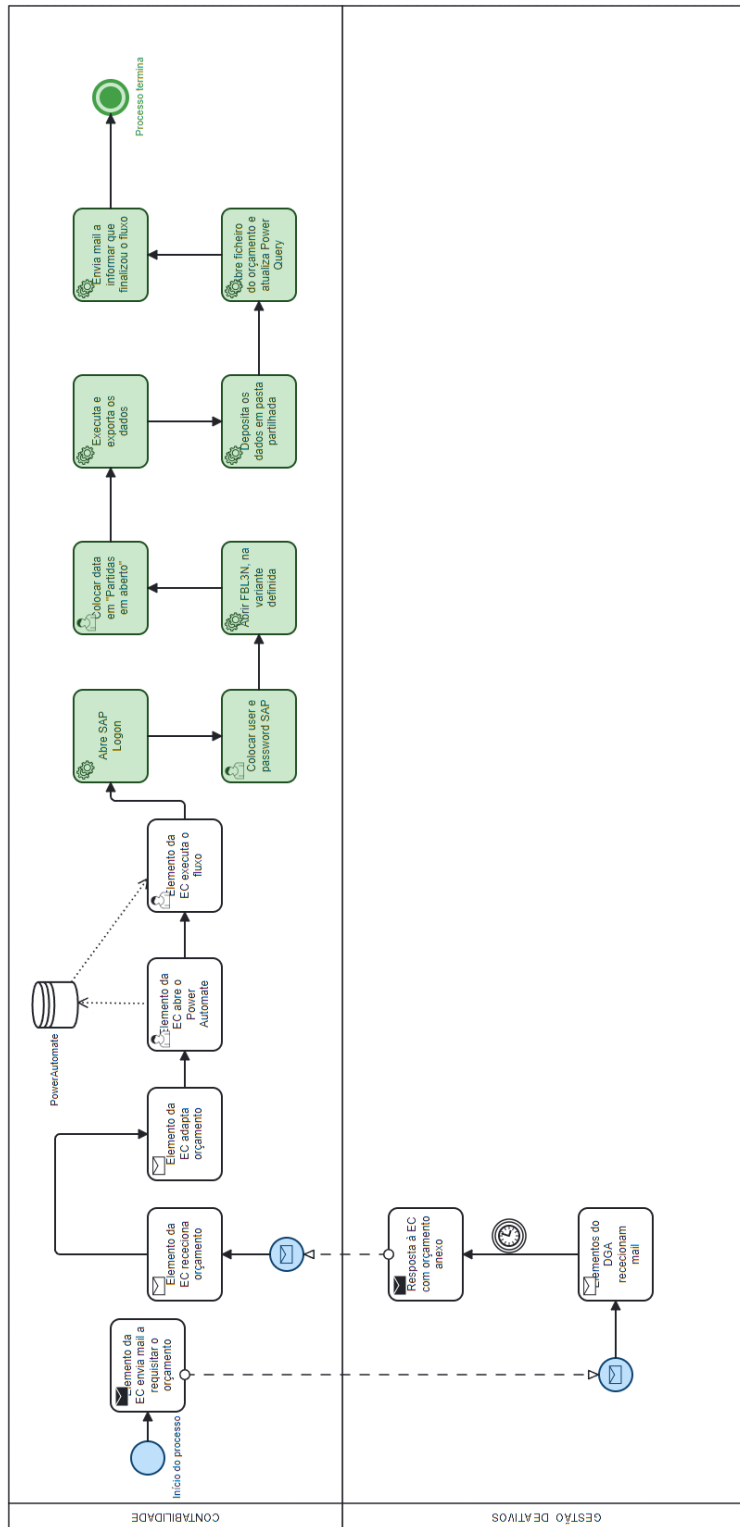 CONTABILIDADE
Início do processo
Elemento da
EC envia mail a
requisitar o
orçamento
Elemento da
EC receciona
orçamento
Elemento da
EC adapta
orçamento
Elemento da
EC abre o
Power
Automate
PowerAutomate
Elemento da
EC executa o
fluxo
Abre SAP
Logon
Colocar user e
password SAP
Abrir FBL3N, na
variante
definida
Colocar data
em "Partidas
em aberto"
Executa e
exporta os
dados
Deposita os
dados em pasta
partilhada
Abre ficheiro
do orçamento e
atualiza Power
Query
Envia mail a
informar que
finalizou o fluxo
Processo termina
GESTÃO DE ATIVOS
Elementos do
DGA
rececionam
mail
Resposta á EC
com orçamento
anexo